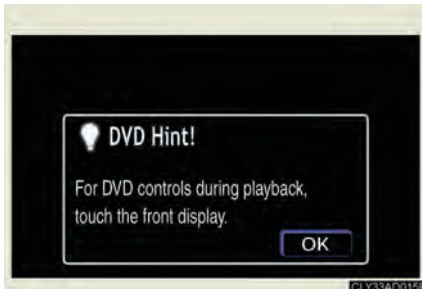 DVD Hint!
For DVD controls during playback,
touch the front display.
OK
CLY33AD015